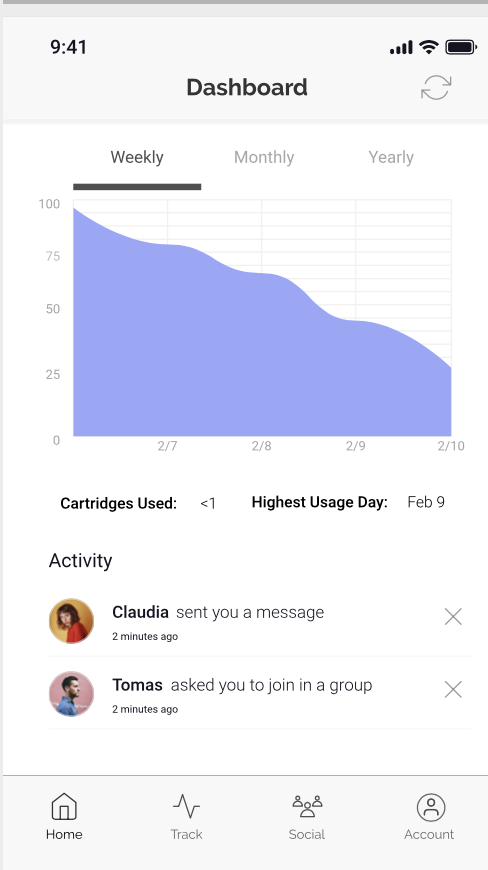 9:41
Dashboard
Weekly Monthly Yearly
100
75
50
25
0
2/7 2/8 2/9 2/10
Cartridges Used: <1 Highest Usage Day: Feb 9
Activity
Claudia sent you a message
2 minutes ago
Tomas asked you to join in a group
2 minutes ago
Home Track Social Account